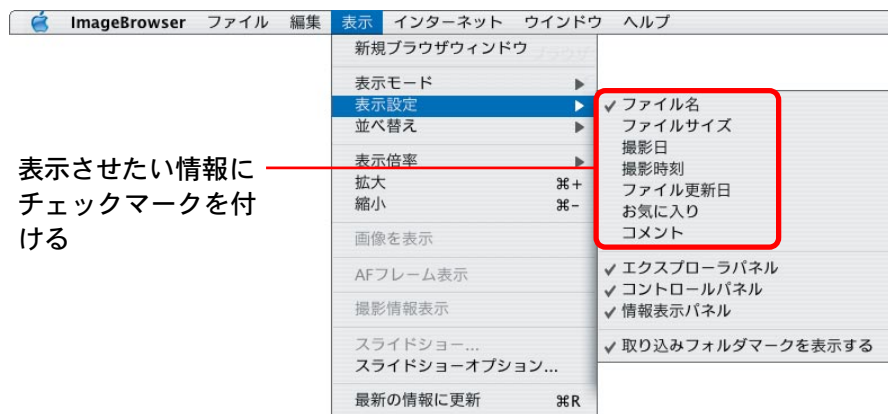 ImageBrowser ファイル 編集 表示 インターネット ウインドウ ヘルプ
新規ブラウザウィンドウ
表示モード
表示設定
並べ替え
表示倍率
拡大 ⌘+
縮小 ⌘-
画像を表示
AFフレーム表示
撮影情報表示
スライドショー...
スライドショーオプション...
最新の情報に更新 ⌘R
✓ ファイル名
ファイルサイズ
撮影日
撮影時刻
ファイル更新日
お気に入り
コメント
✓ エクスプローラパネル
✓ コントロールパネル
✓ 情報表示パネル
✓ 取り込みフォルダマークを表示する
表示させたい情報に
チェックマークを付
ける